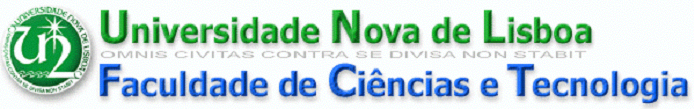 Universidade Nova de Lisboa
OMNIS CIVITAS CONTRA SE DIVISA NON STABIT
Faculdade de Ciências e Tecnologia